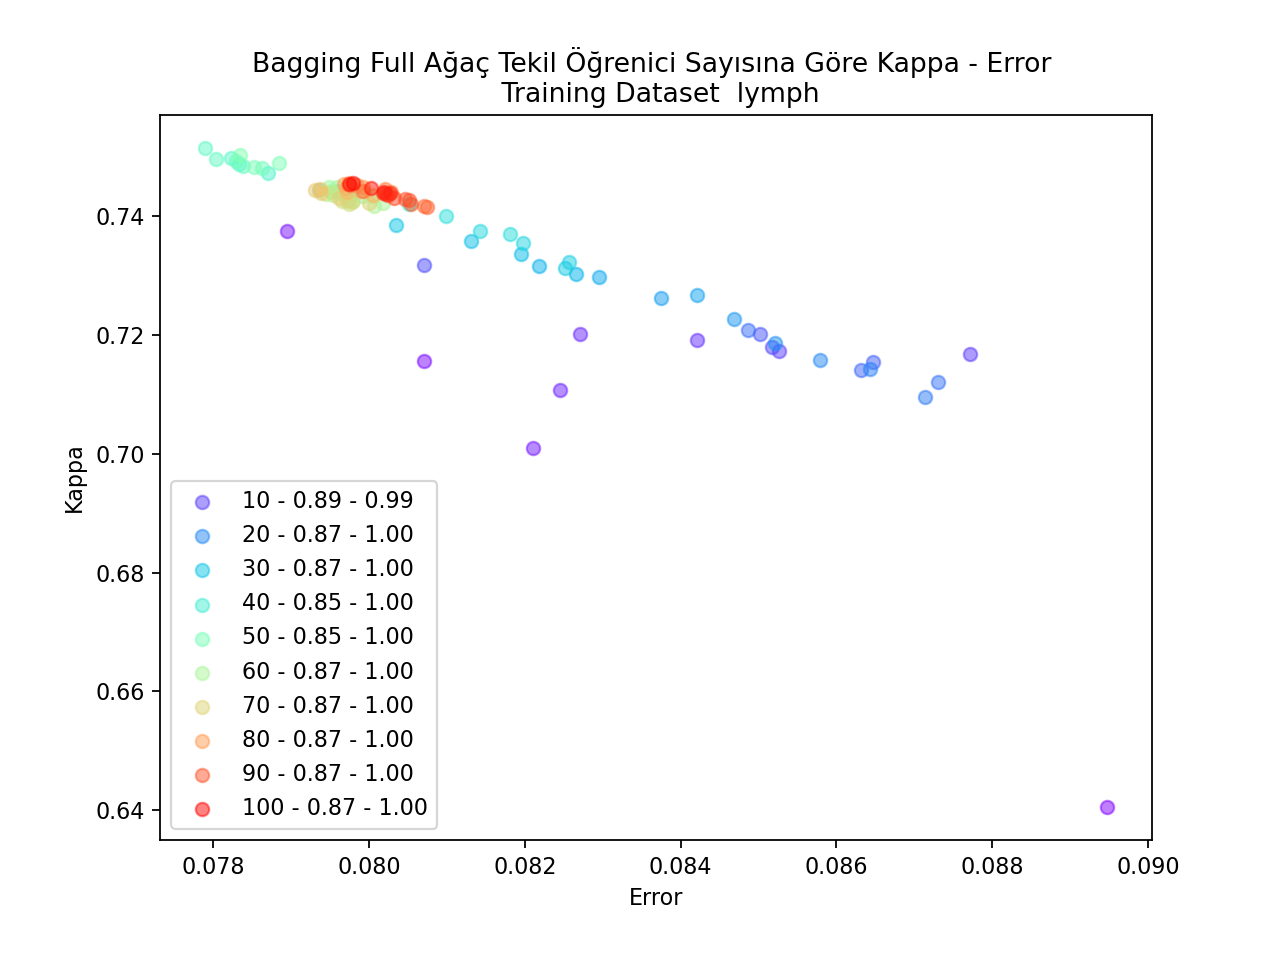 Bagging Full Ağaç Tekil Öğrenici Sayısına Göre Kappa - Error
Training Dataset  lymph
Kappa
0.74
0.72
0.70
0.68
0.66
0.64
10 - 0.89 - 0.99
20 - 0.87 - 1.00
30 - 0.87 - 1.00
40 - 0.85 - 1.00
50 - 0.85 - 1.00
60 - 0.87 - 1.00
70 - 0.87 - 1.00
80 - 0.87 - 1.00
90 - 0.87 - 1.00
100 - 0.87 - 1.00
0.078 0.080 0.082 0.084 0.086 0.088 0.090
Error